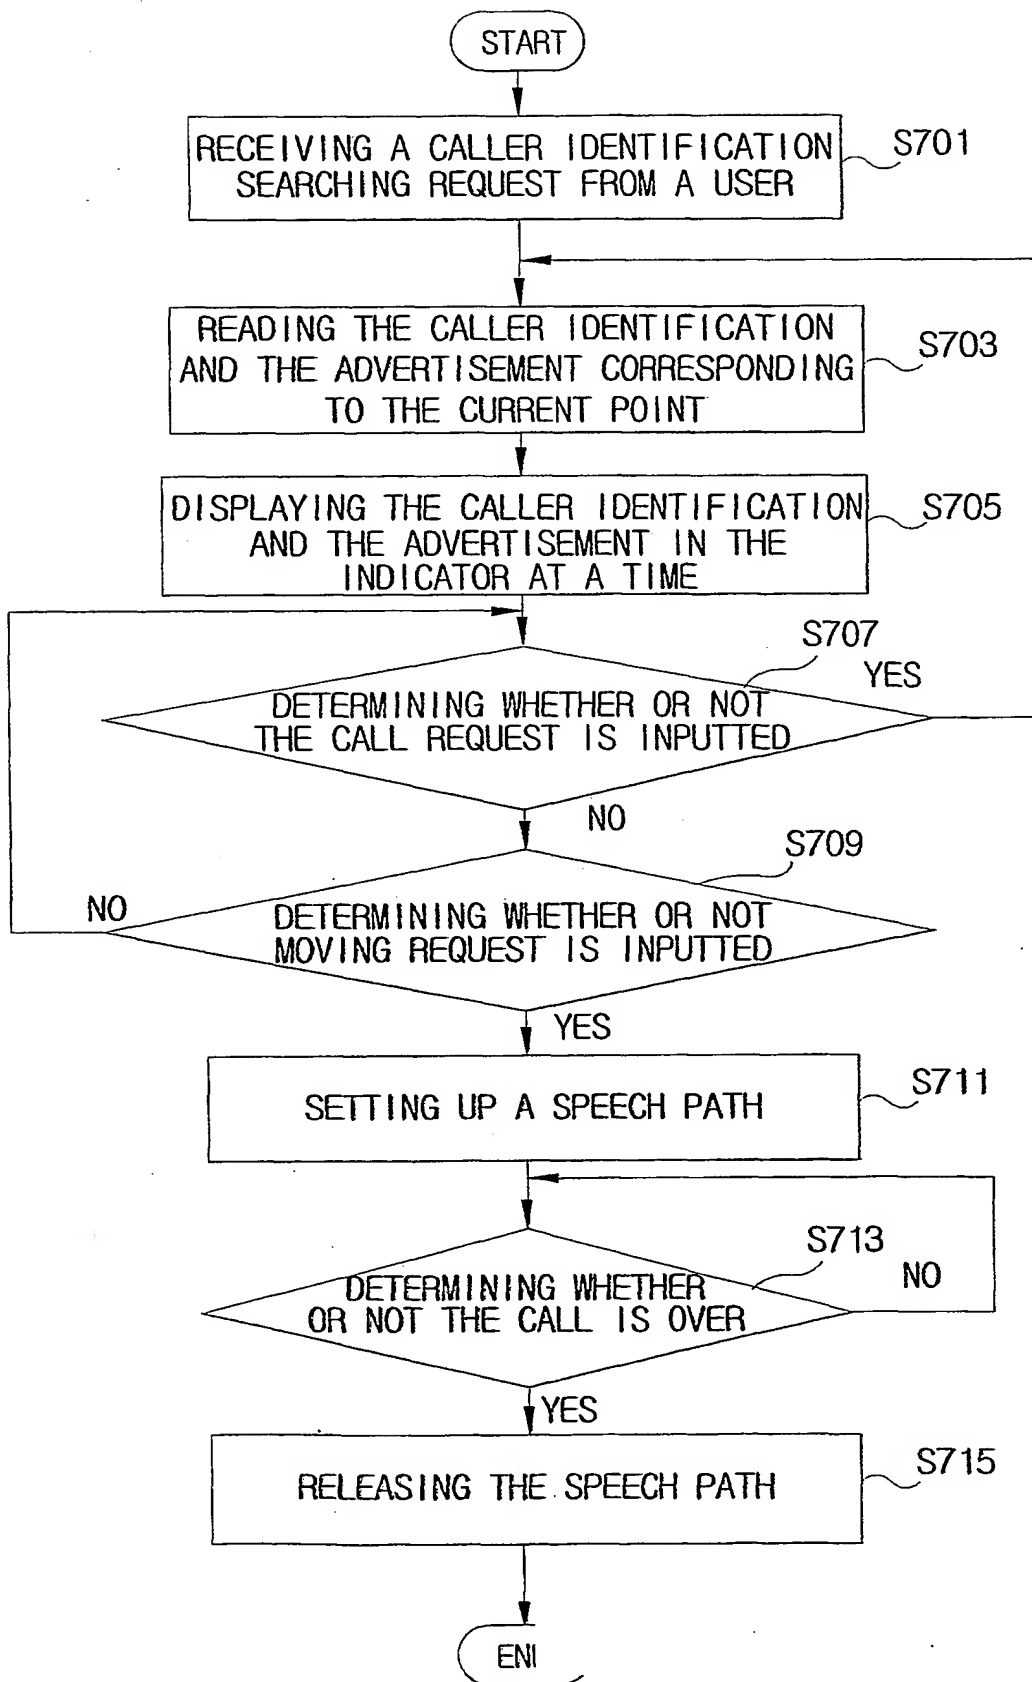 START
RECEIVING A CALLER IDENTIFICATION
SEARCHING REQUEST FROM A USER
S701
READING THE CALLER IDENTIFICATION
AND THE ADVERTISEMENT CORRESPONDING
TO THE CURRENT POINT
S703
DISPLAYING THE CALLER IDENTIFICATION
AND THE ADVERTISEMENT IN THE
INDICATOR AT A TIME
S705
S707
YES
DETERMINING WHETHER OR NOT
THE CALL REQUEST IS INPUTTED
NO
S709
NO
DETERMINING WHETHER OR NOT
MOVING REQUEST IS INPUTTED
YES
SETTING UP A SPEECH PATH
S711
S713
NO
DETERMINING WHETHER
OR NOT THE CALL IS OVER
YES
RELEASING THE SPEECH PATH
S715